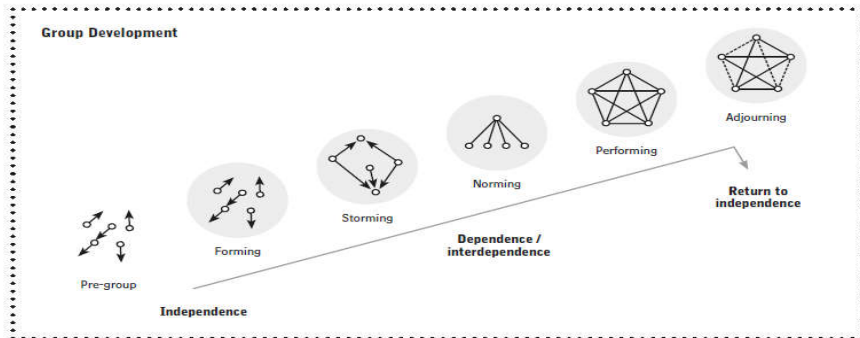 Group Development
Pre-group
Forming
Storming
Norming
Performing
Adjourning
Independence
Dependence /
interdependence
Return to
independence